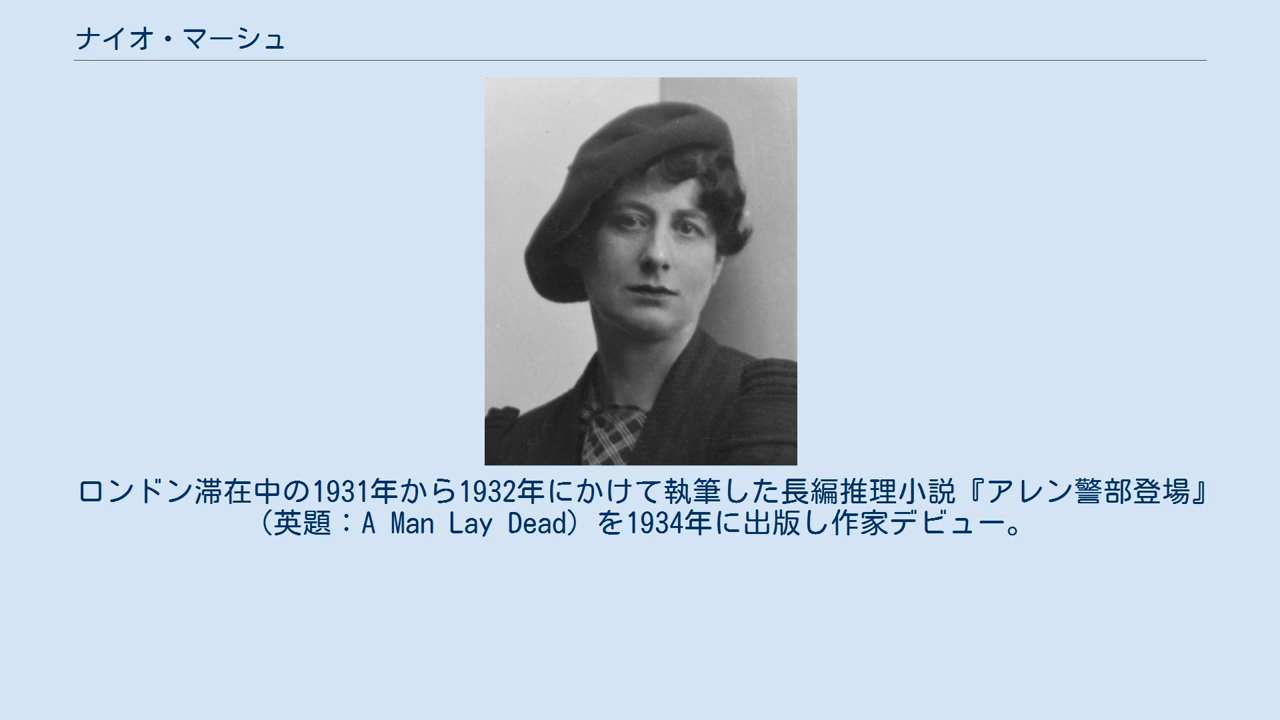 ナイオ・マーシュ
ロンドン滞在中の1931年から1932年にかけて執筆した長編推理小説『アレン警部登場』
（英題：A Man Lay Dead）を1934年に出版し作家デビュー。